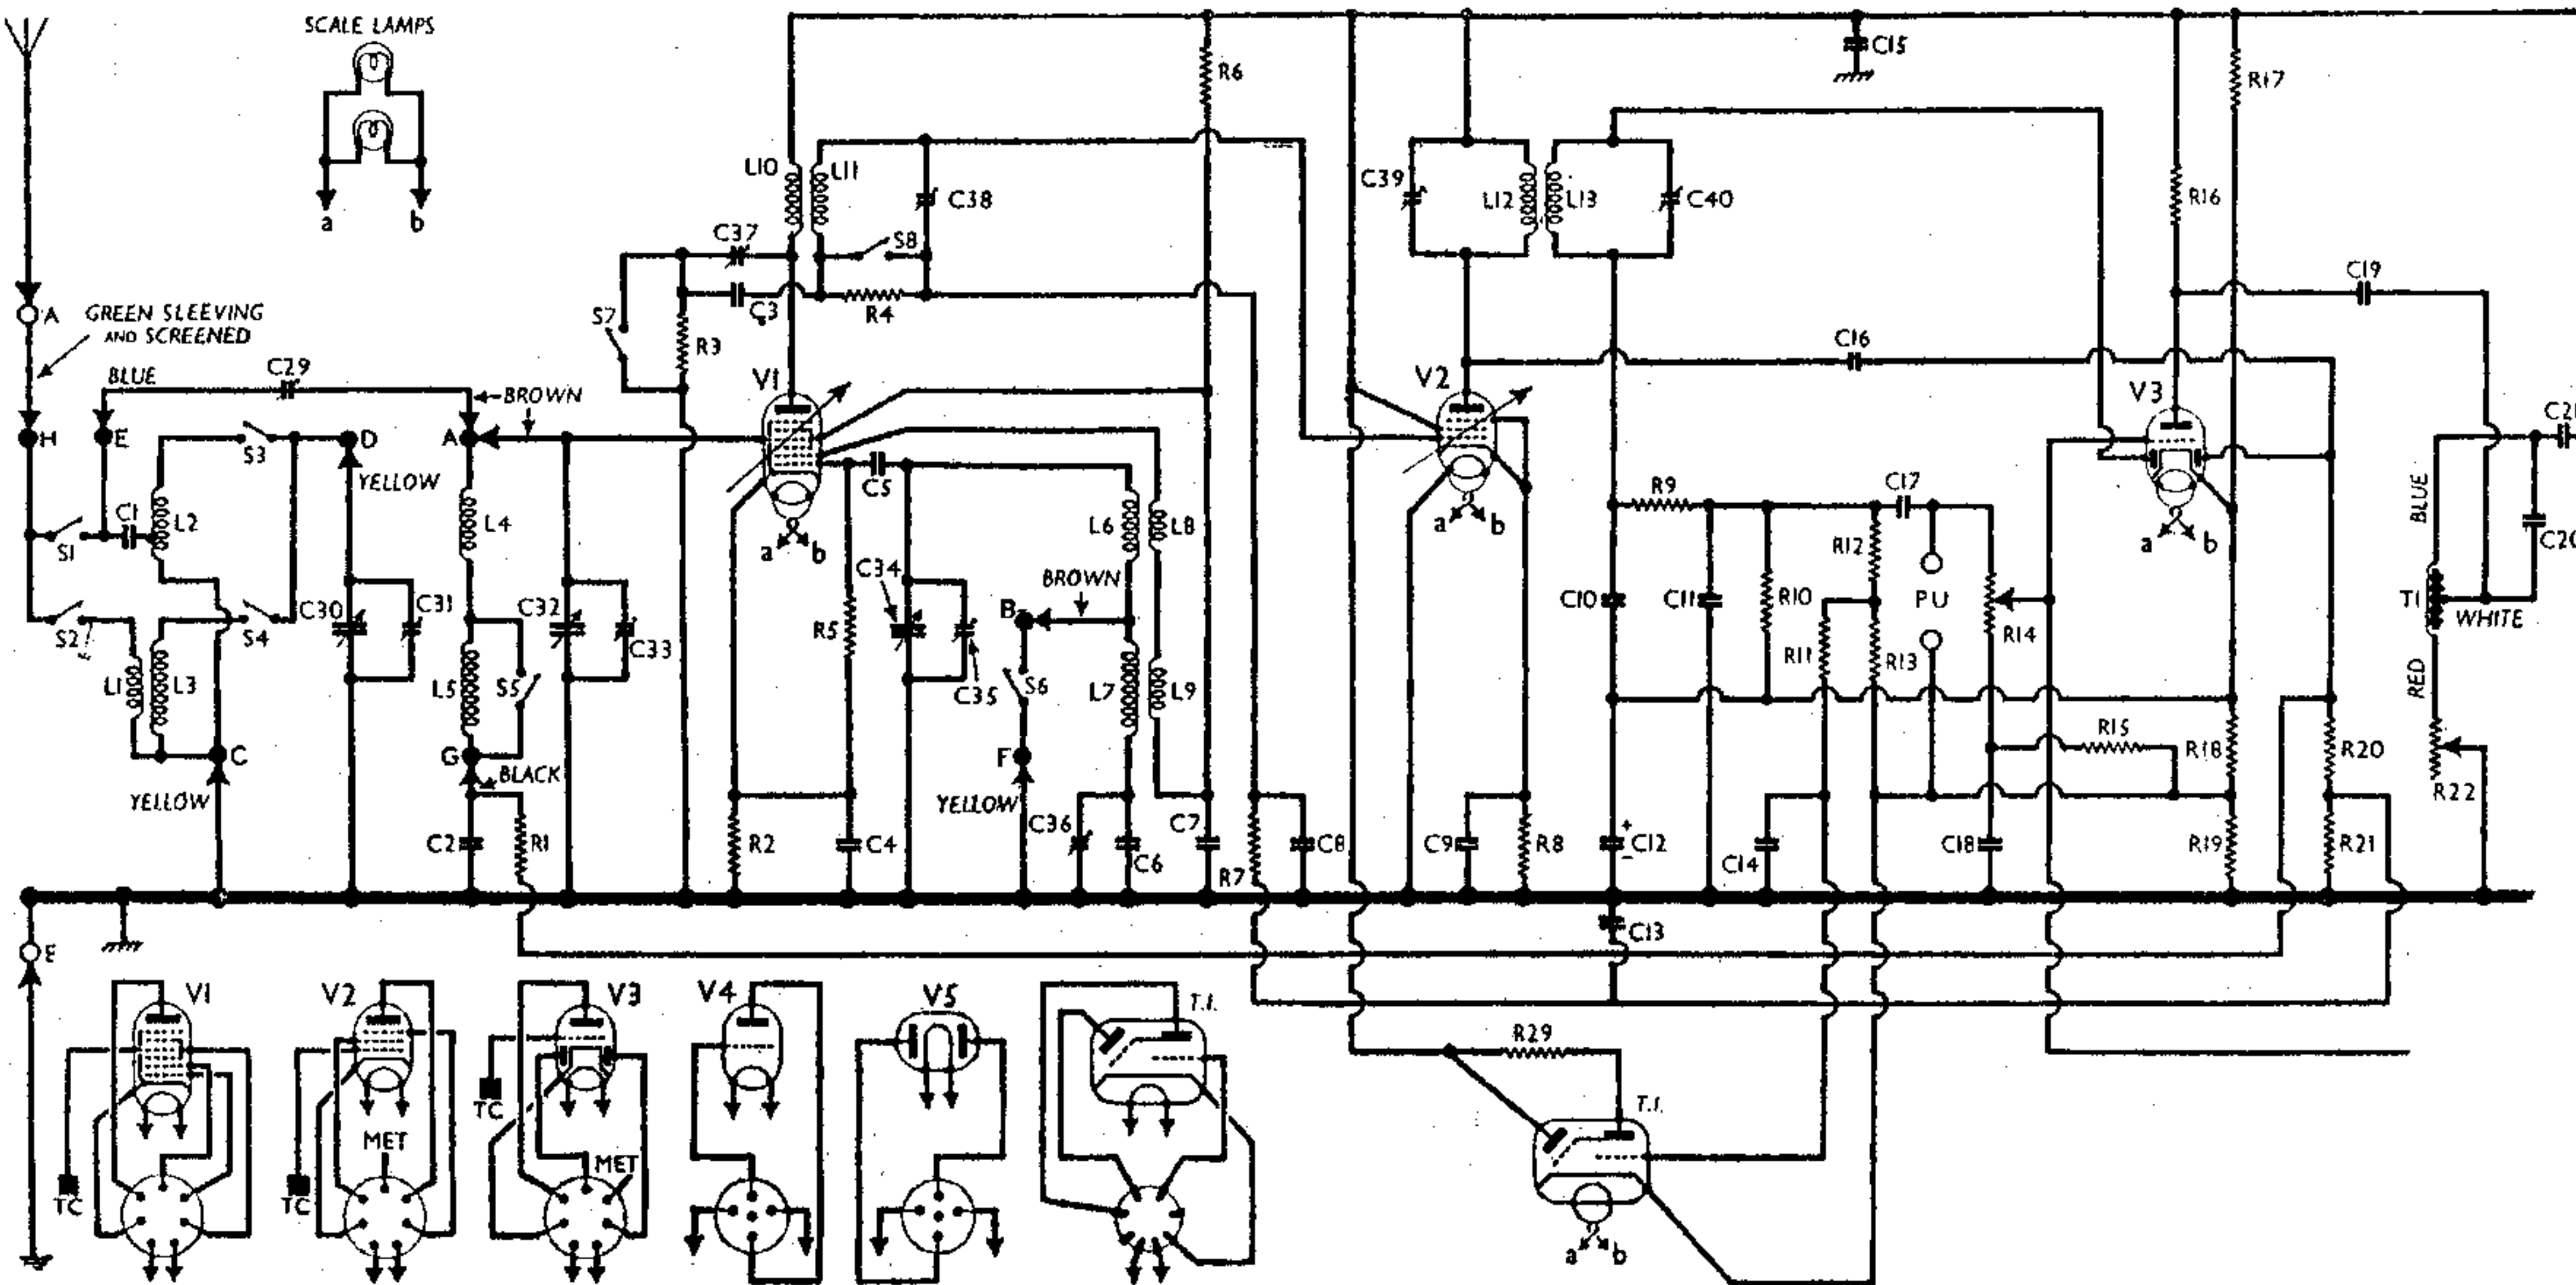 SCALE LAMPS
a
b
C15
R6
R17
L10
L11
C39
L12
L13
C40
R16
C38
C37
S8
C19
A
GREEN SLEEVING
AND SCREENED
S7
R3
C3
R4
C16
BLUE
C29
BROWN
V1
V2
V3
H
E
S3
D
A
YELLOW
C5
R9
C17
C21
C1
L2
L4
L6
L8
BLUE
S1
a
b
a
b
a
b
R12
C20
BROWN
C34
B
C10
C11
R10
PU
R14
T1
WHITE
S2
S4
C30
C31
C32
C33
R5
C35
S6
R11
R13
L1
L3
L5
S5
L7
L9
RED
C
G
BLACK
F
R15
R18
R20
R22
YELLOW
YELLOW
C2
R1
R2
C4
C36
C6
C7
R7
C8
C9
R8
+
C12
−
C14
C18
R19
R21
C13
E
V1
V2
V3
V4
V5
T.I.
R29
TC
T.I.
MET
MET
TC
TC
a
b